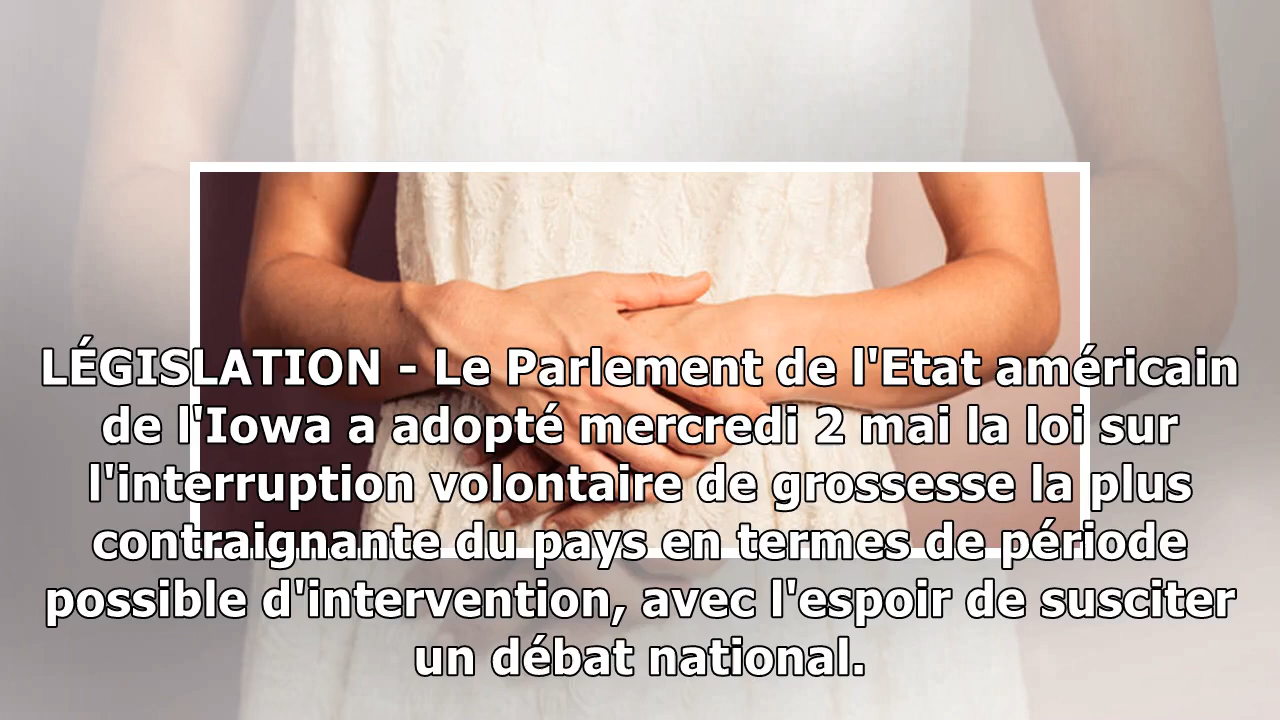 LÉGISLATION - Le Parlement de l'Etat américain
de l'Iowa a adopté mercredi 2 mai la loi sur
l'interruption volontaire de grossesse la plus
contraignante du pays en termes de période
possible d'intervention, avec l'espoir de susciter
un débat national.